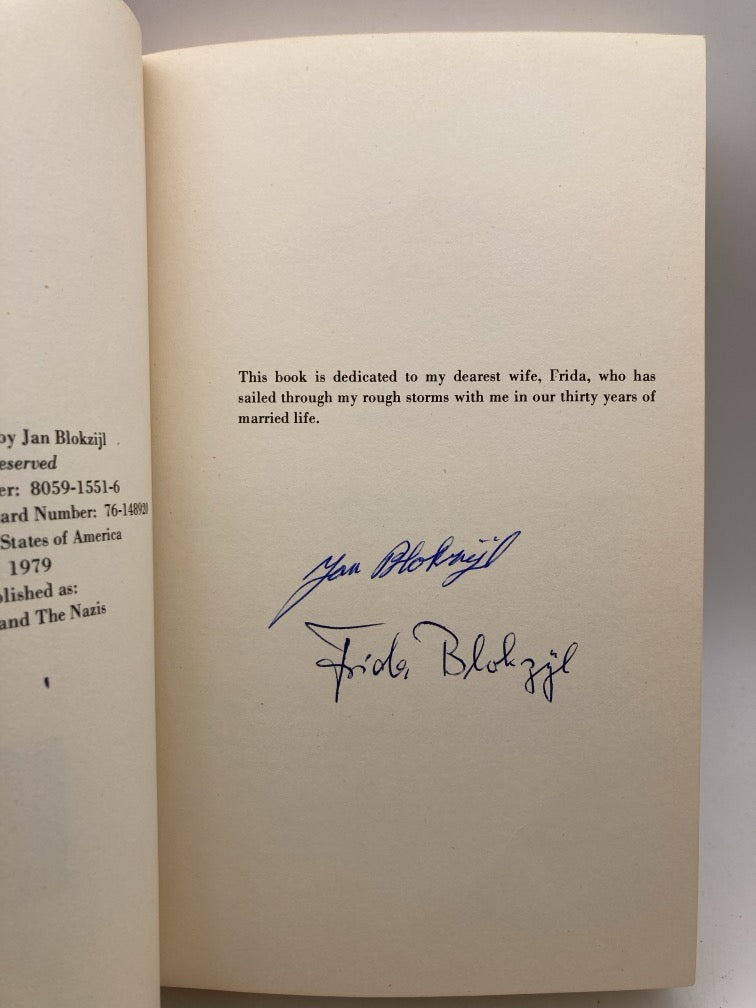 by Jan Blokzijl
eserved
er: 8059-1551-6
ard Number: 76-148920
States of America
1979
lished as:
and The Nazis
This book is dedicated to my dearest wife, Frida, who has
sailed through my rough storms with me in our thirty years of
married life.
Jan Blokzijl
Frida Blokzijl